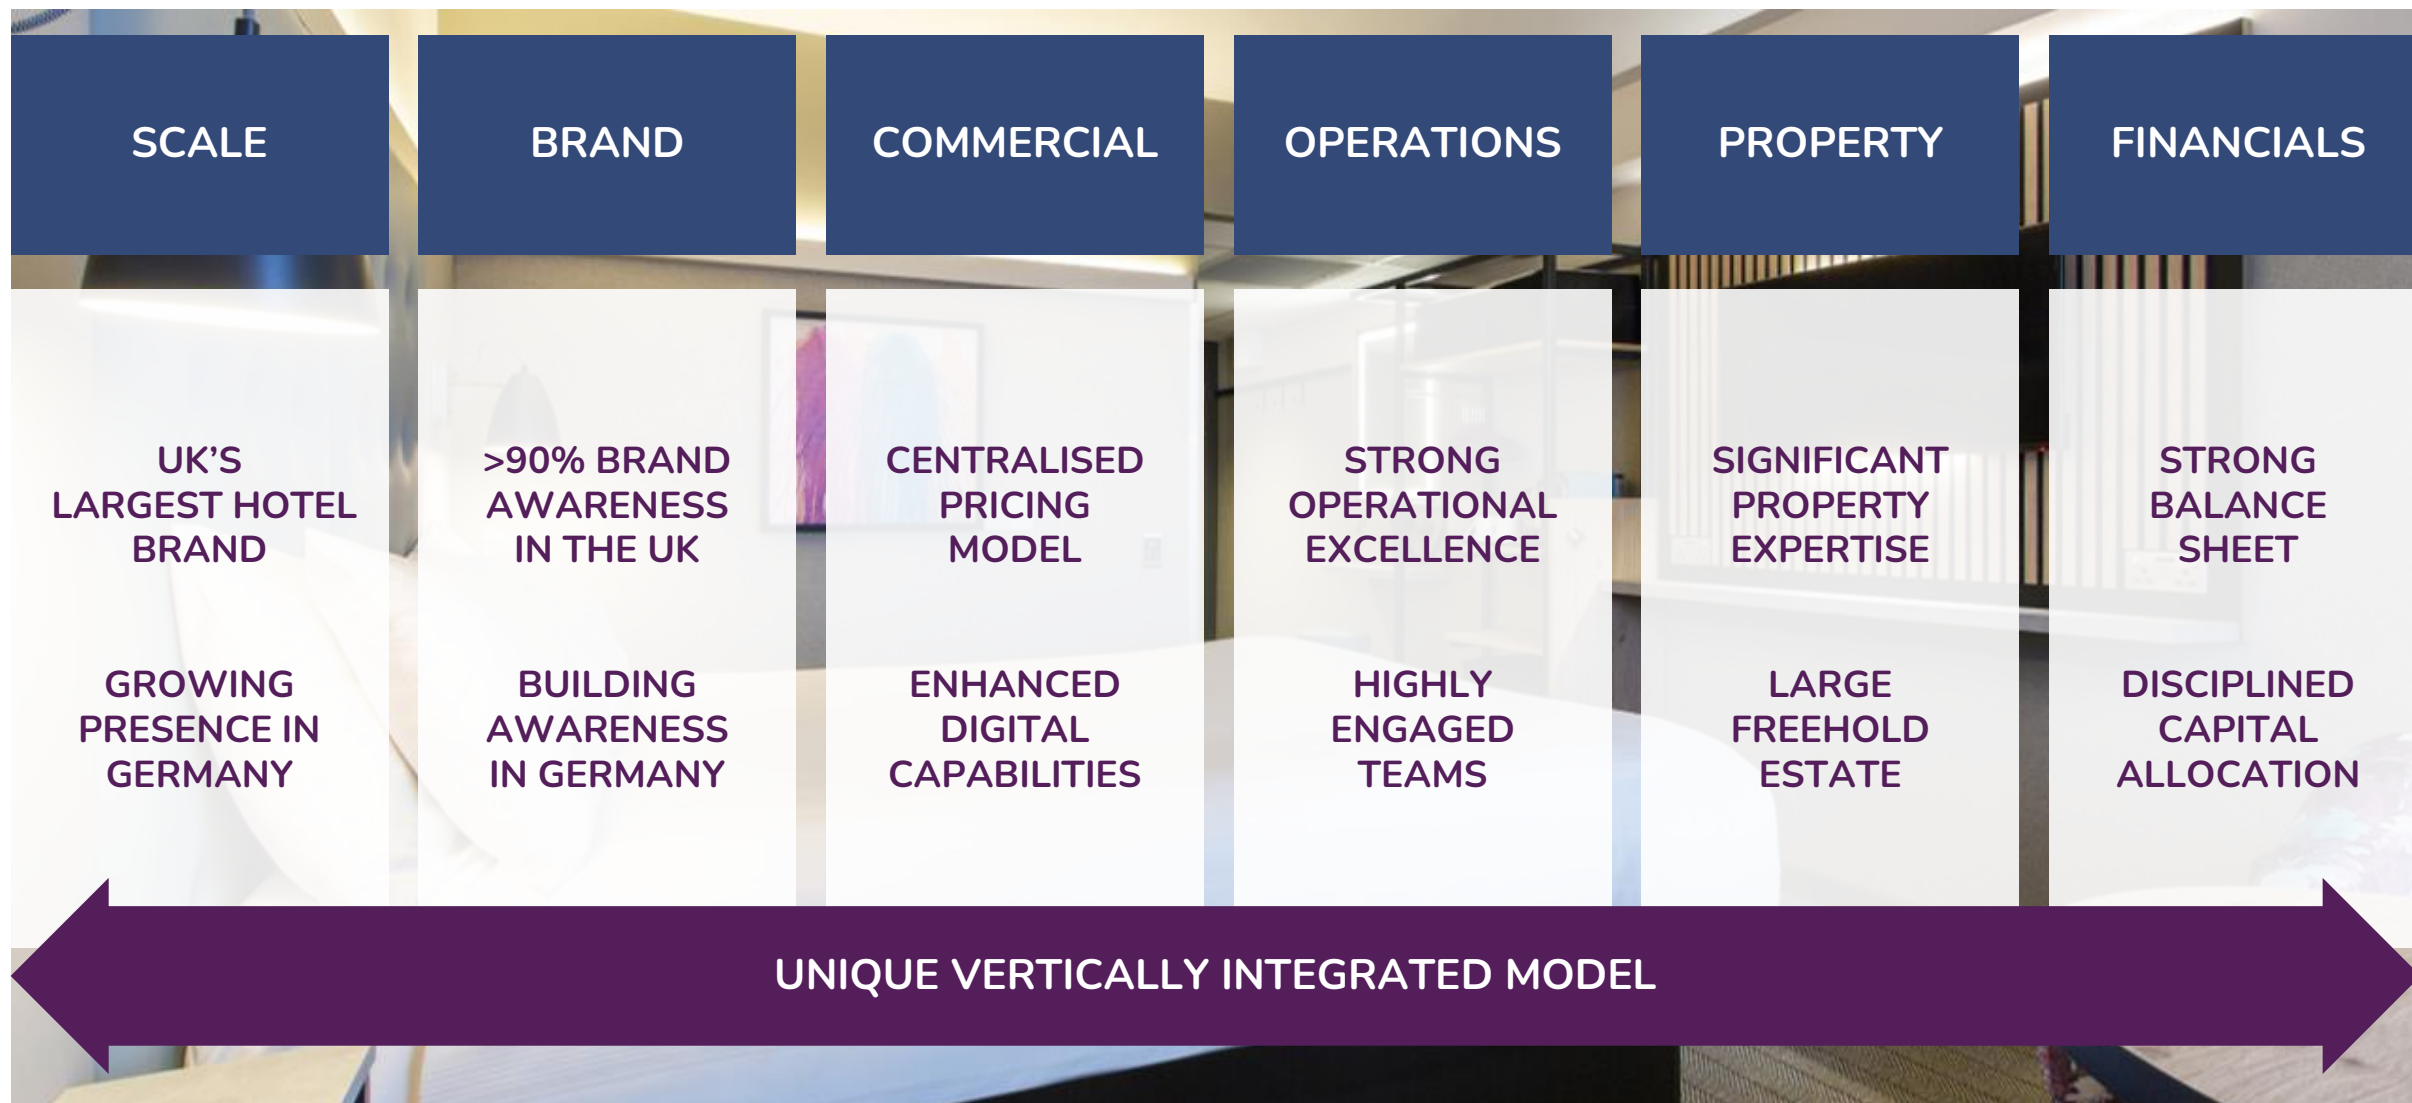 SCALE
BRAND
COMMERCIAL
OPERATIONS
PROPERTY
FINANCIALS
UK’S
LARGEST HOTEL
BRAND
GROWING
PRESENCE IN
GERMANY
>90% BRAND
AWARENESS
IN THE UK
BUILDING
AWARENESS
IN GERMANY
CENTRALISED
PRICING
MODEL
ENHANCED
DIGITAL
CAPABILITIES
STRONG
OPERATIONAL
EXCELLENCE
HIGHLY
ENGAGED
TEAMS
SIGNIFICANT
PROPERTY
EXPERTISE
LARGE
FREEHOLD
ESTATE
STRONG
BALANCE
SHEET
DISCIPLINED
CAPITAL
ALLOCATION
UNIQUE VERTICALLY INTEGRATED MODEL